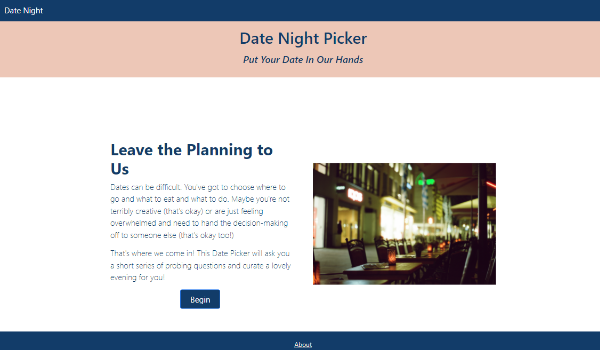 Date Night
Date Night Picker
Put Your Date In Our Hands
Leave the Planning to
Us
Dates can be difficult. You've got to choose where to
go and what to eat and what to do. Maybe you're not
terribly creative (that's okay) or are just feeling
overwhelmed and need to hand the decision-making
off to someone else (that's okay too!)
That's where we come in! This Date Picker will ask you
a short series of probing questions and curate a lovely
evening for you!
Begin
About